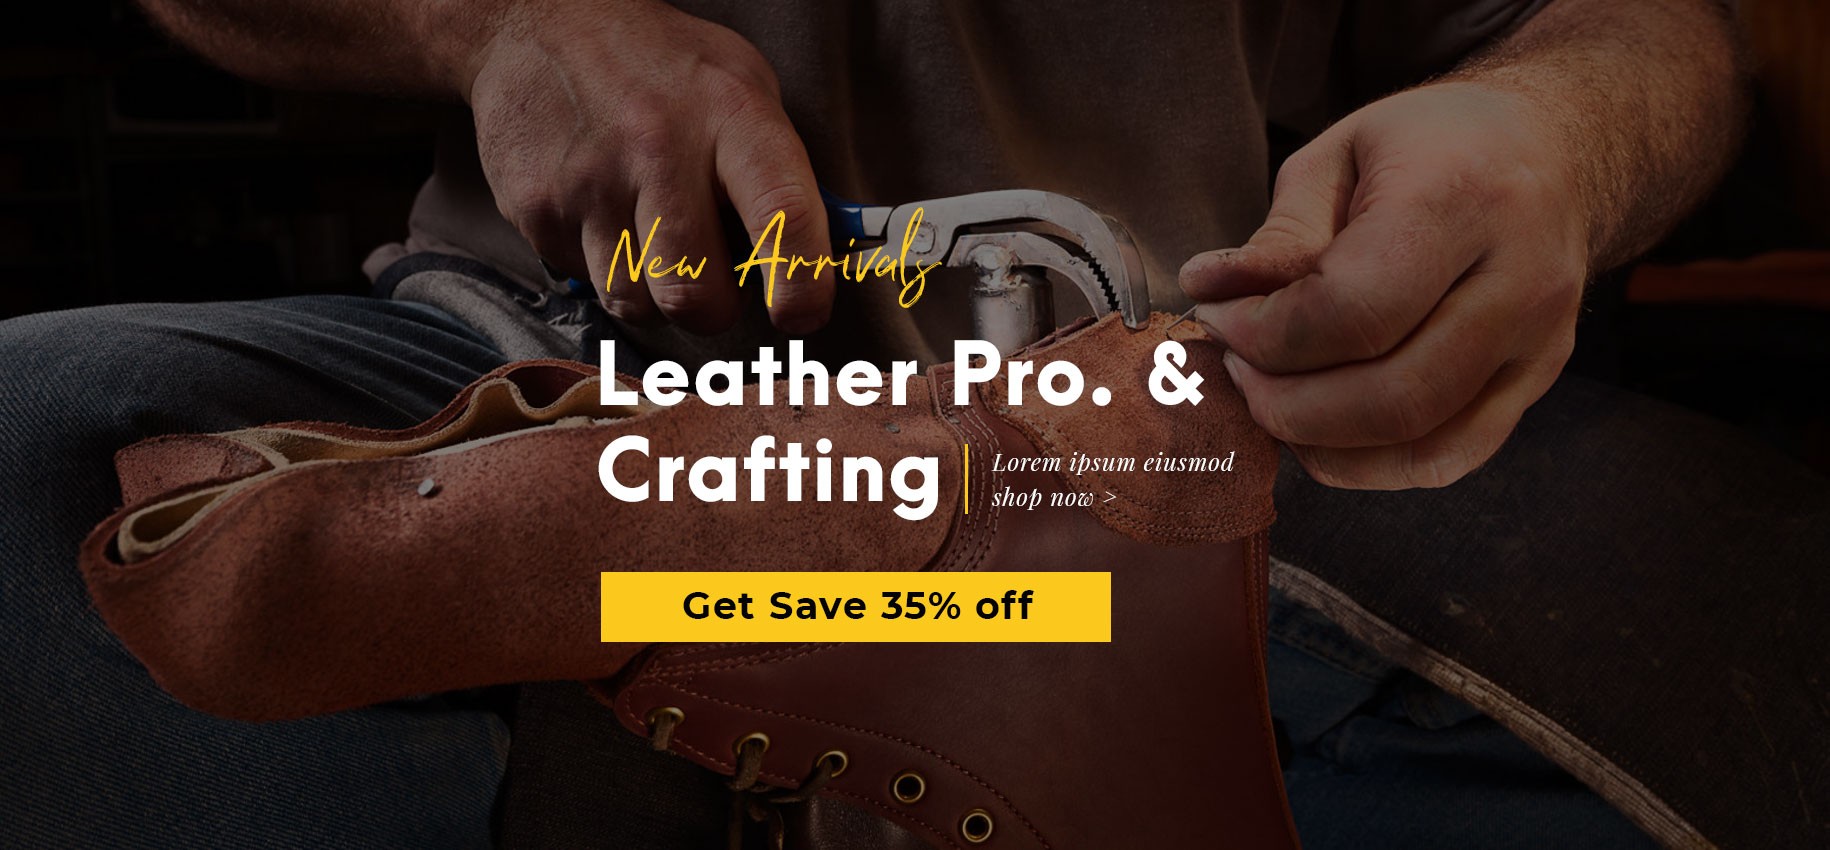 New Arrivals
Leather Pro. &
Crafting
Lorem ipsum eiusmod
shop now >
Get Save 35% off